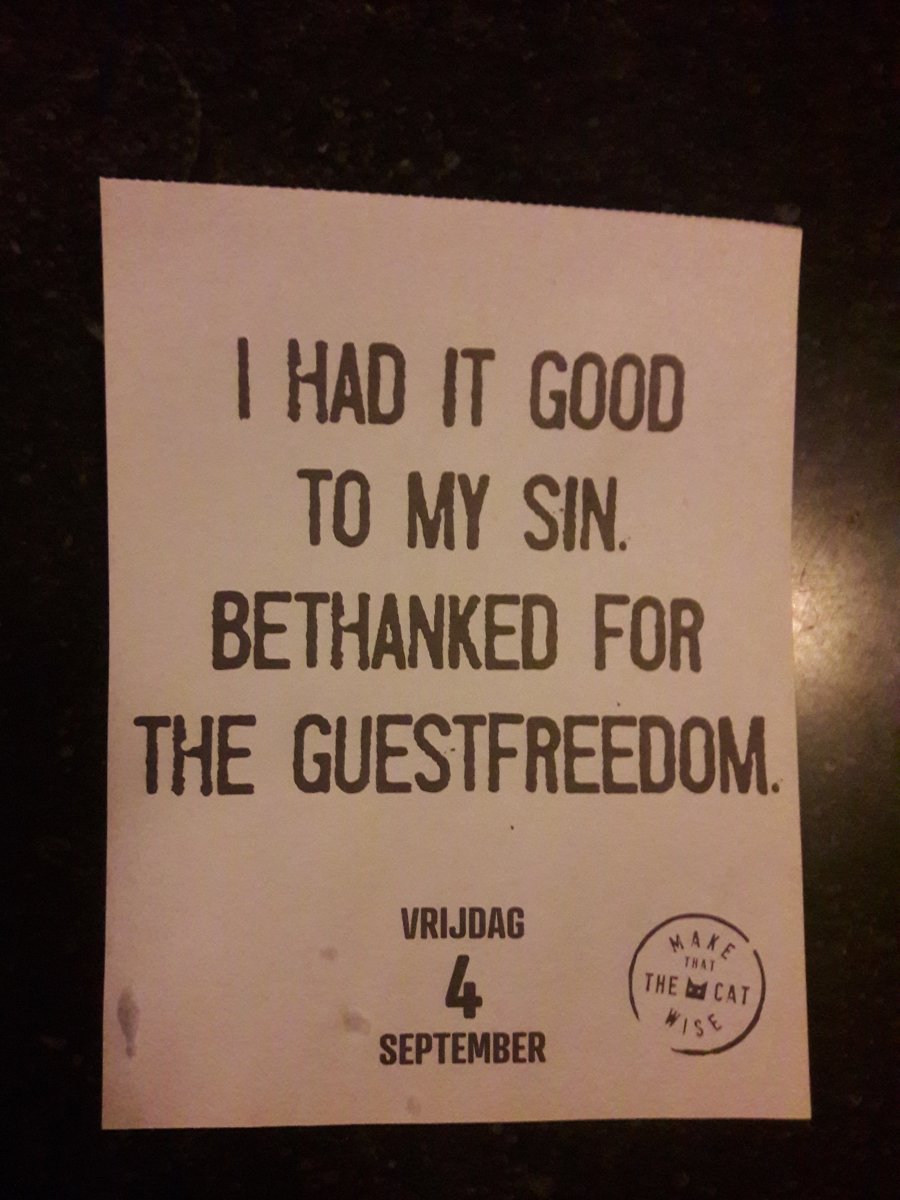 I HAD IT GOOD
TO MY SIN.
BETHANKED FOR
THE GUESTFREEDOM.
VRIJDAG
4
SEPTEMBER
MAKE
THAT
THE CAT
WISE